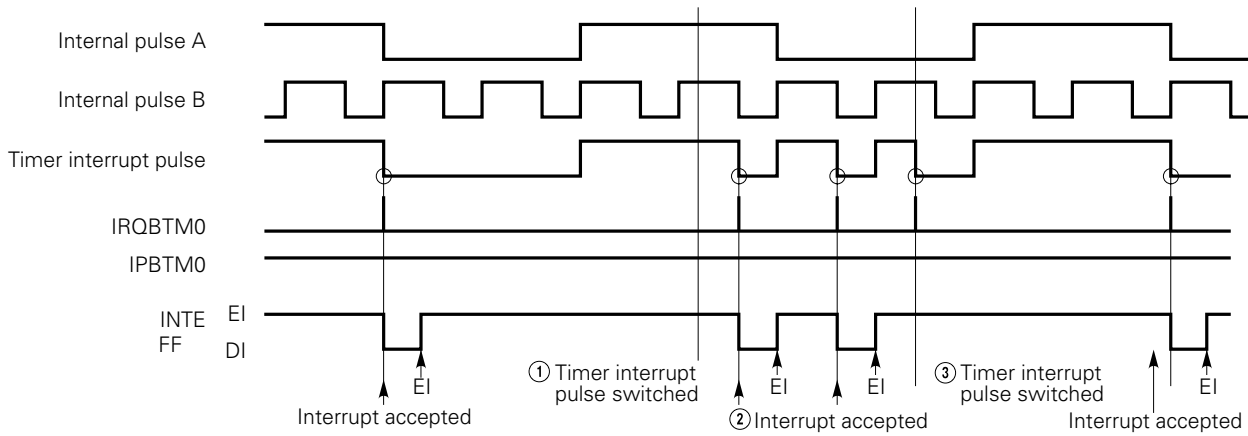 Internal pulse A
Internal pulse B
Timer interrupt pulse
IRQBTM0
IPBTM0
INTE EI
FF DI
EI
① Timer interrupt
pulse switched
EI
EI
③ Timer interrupt
pulse switched
EI
Interrupt accepted
② Interrupt accepted
Interrupt accepted